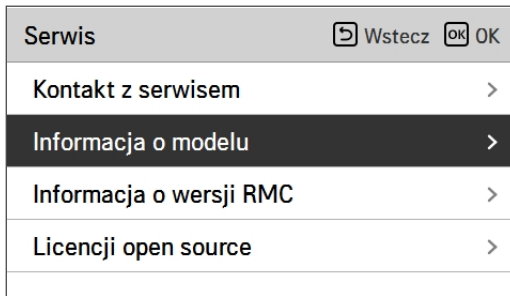 Serwis Wstecz OK OK
Kontakt z serwisem
Informacja o modelu
Informacja o wersji RMC
Licencji open source